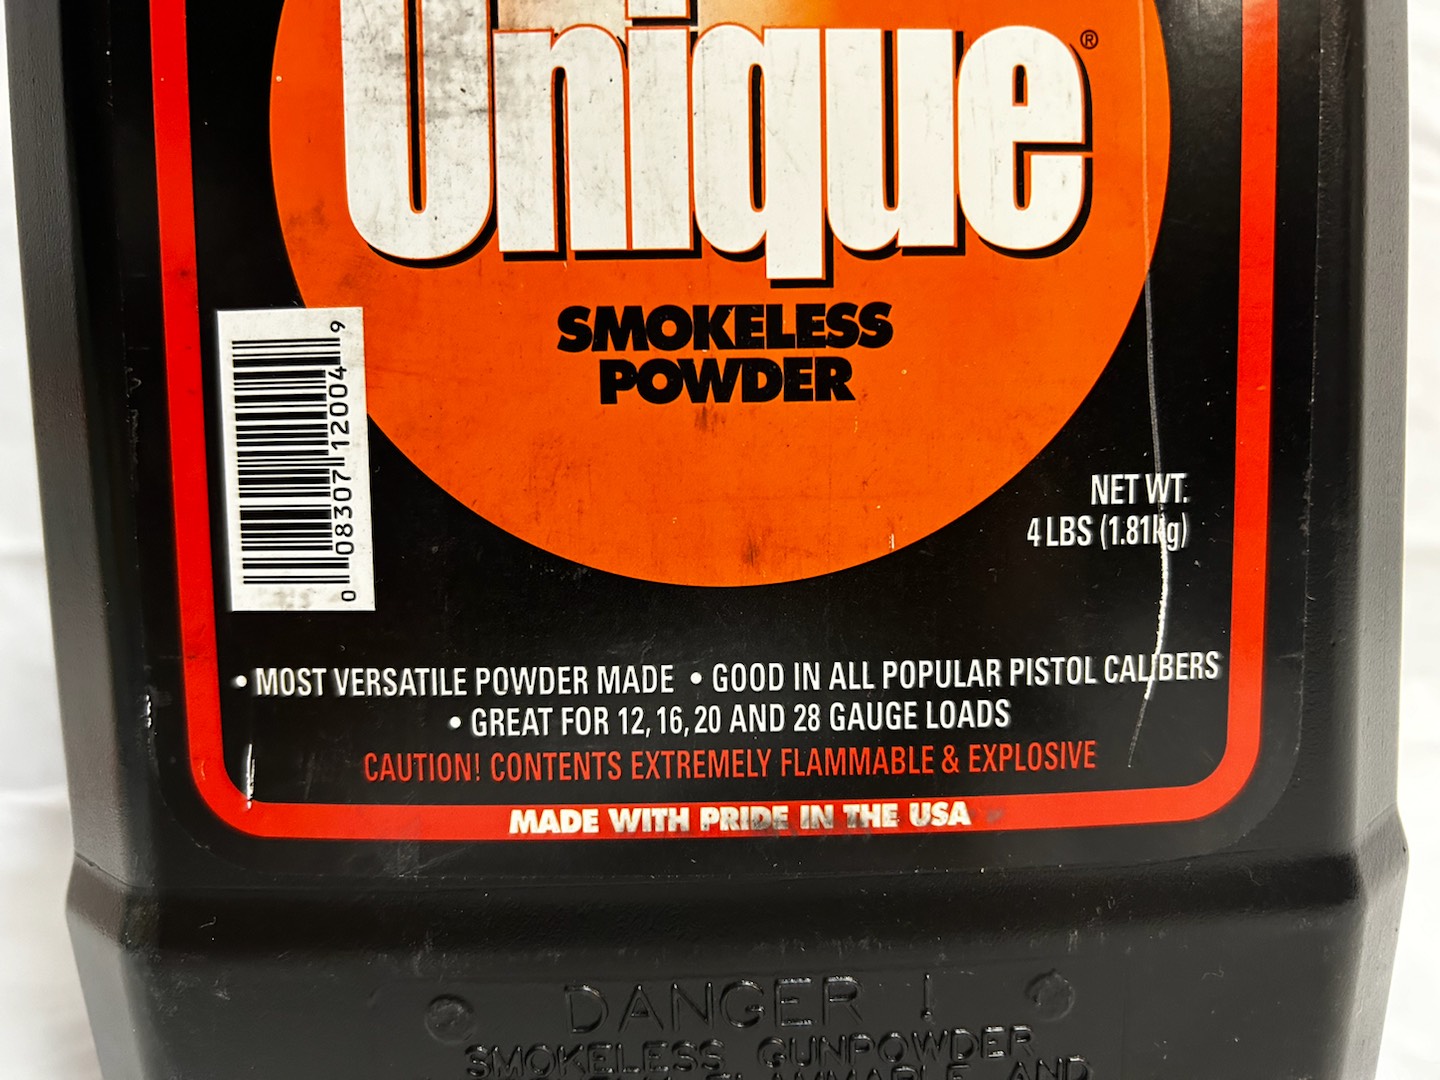 Unique®
SMOKELESS
POWDER
0 08307 12004 9
NET WT.
4 LBS (1.81kg)
• MOST VERSATILE POWDER MADE • GOOD IN ALL POPULAR PISTOL CALIBERS
• GREAT FOR 12, 16, 20 AND 28 GAUGE LOADS
CAUTION! CONTENTS EXTREMELY FLAMMABLE & EXPLOSIVE
MADE WITH PRIDE IN THE USA
DANGER !
SMOKELESS GUNPOWDER
FLAMMABLE AND